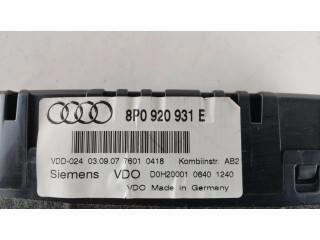 8P0 920 931 E
VDD-024 03.09.07 7601 0418 Kombiinstr. AB2
Siemens VDO D0H20001 0640 1240
VDO Made in Germany